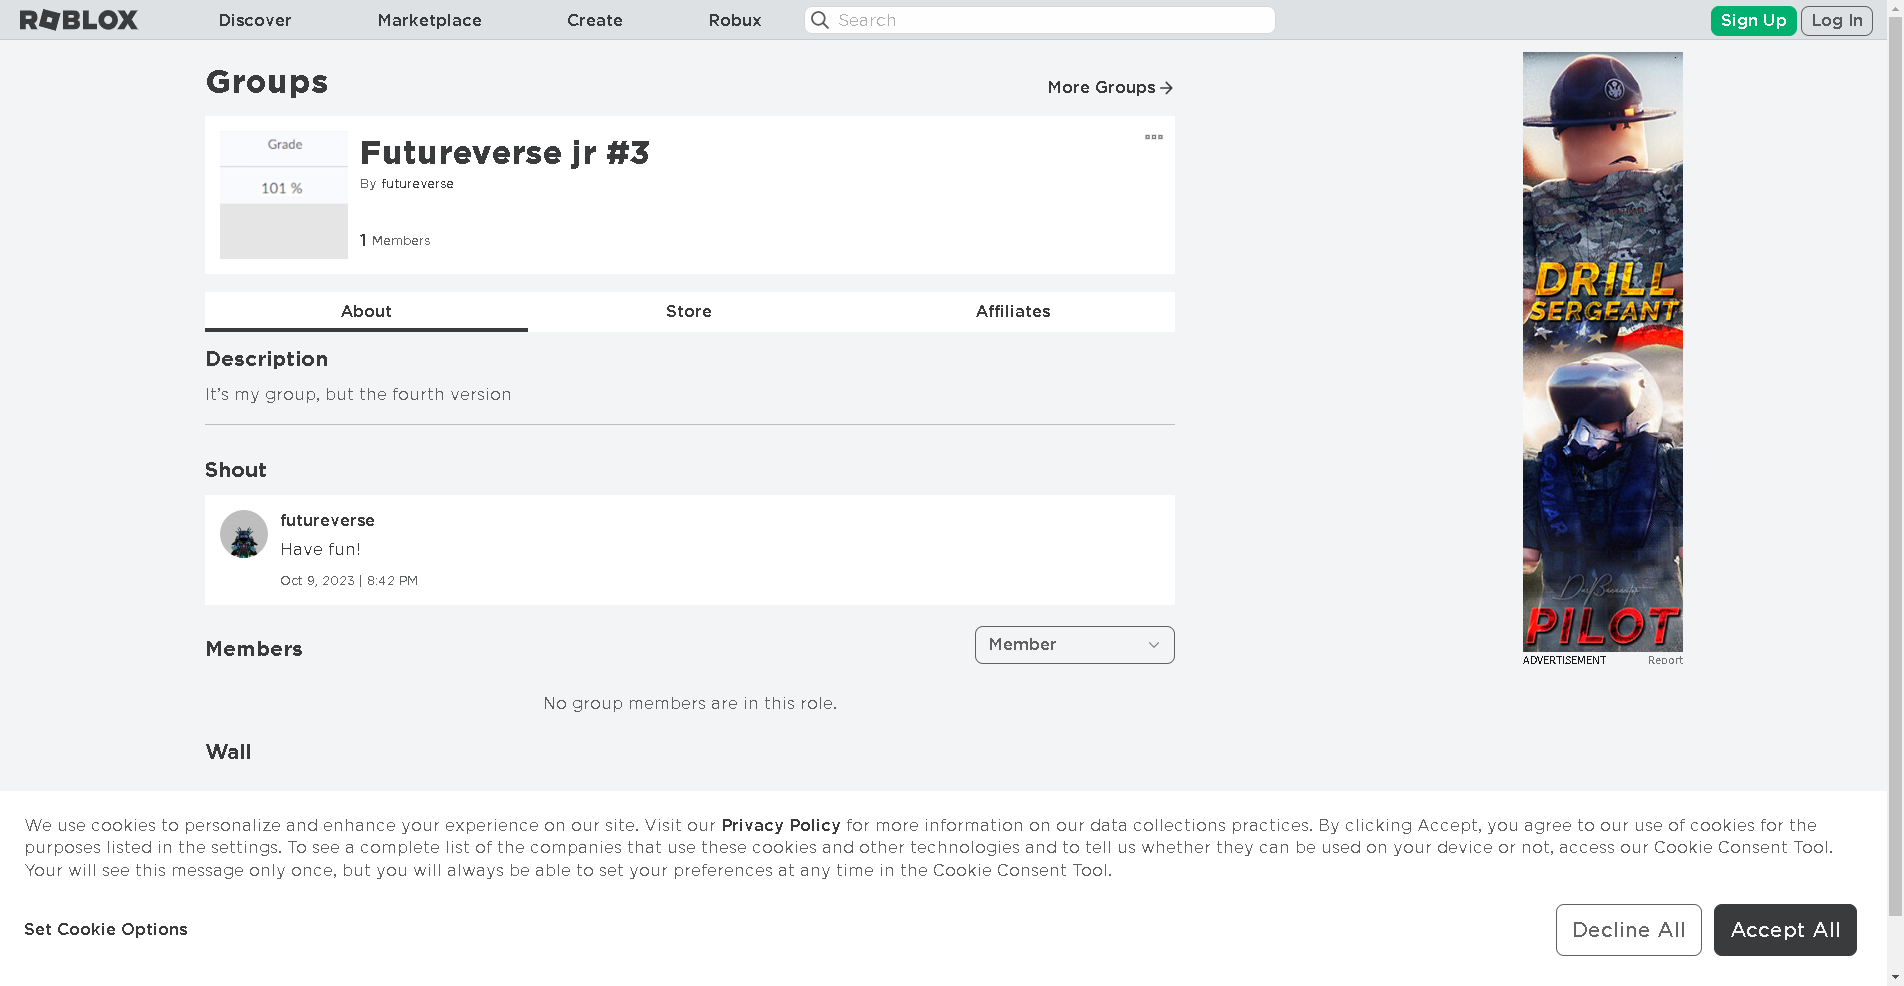 ROBLOX
Discover
Marketplace
Create
Robux
Search
Sign Up
Log In
Groups
More Groups
Grade
101 %
Futureverse jr #3
By futureverse
1 Members
About
Store
Affiliates
Description
It's my group, but the fourth version
Shout
futureverse
Have fun!
Oct 9, 2023 | 8:42 PM
Members
Member
No group members are in this role.
Wall
DRILL
SERGEANT
CAVIAR
PILOT
ADVERTISEMENT
Report
We use cookies to personalize and enhance your experience on our site. Visit our Privacy Policy for more information on our data collections practices. By clicking Accept, you agree to our use of cookies for the
purposes listed in the settings. To see a complete list of the companies that use these cookies and other technologies and to tell us whether they can be used on your device or not, access our Cookie Consent Tool.
Your will see this message only once, but you will always be able to set your preferences at any time in the Cookie Consent Tool.
Set Cookie Options
Decline All
Accept All